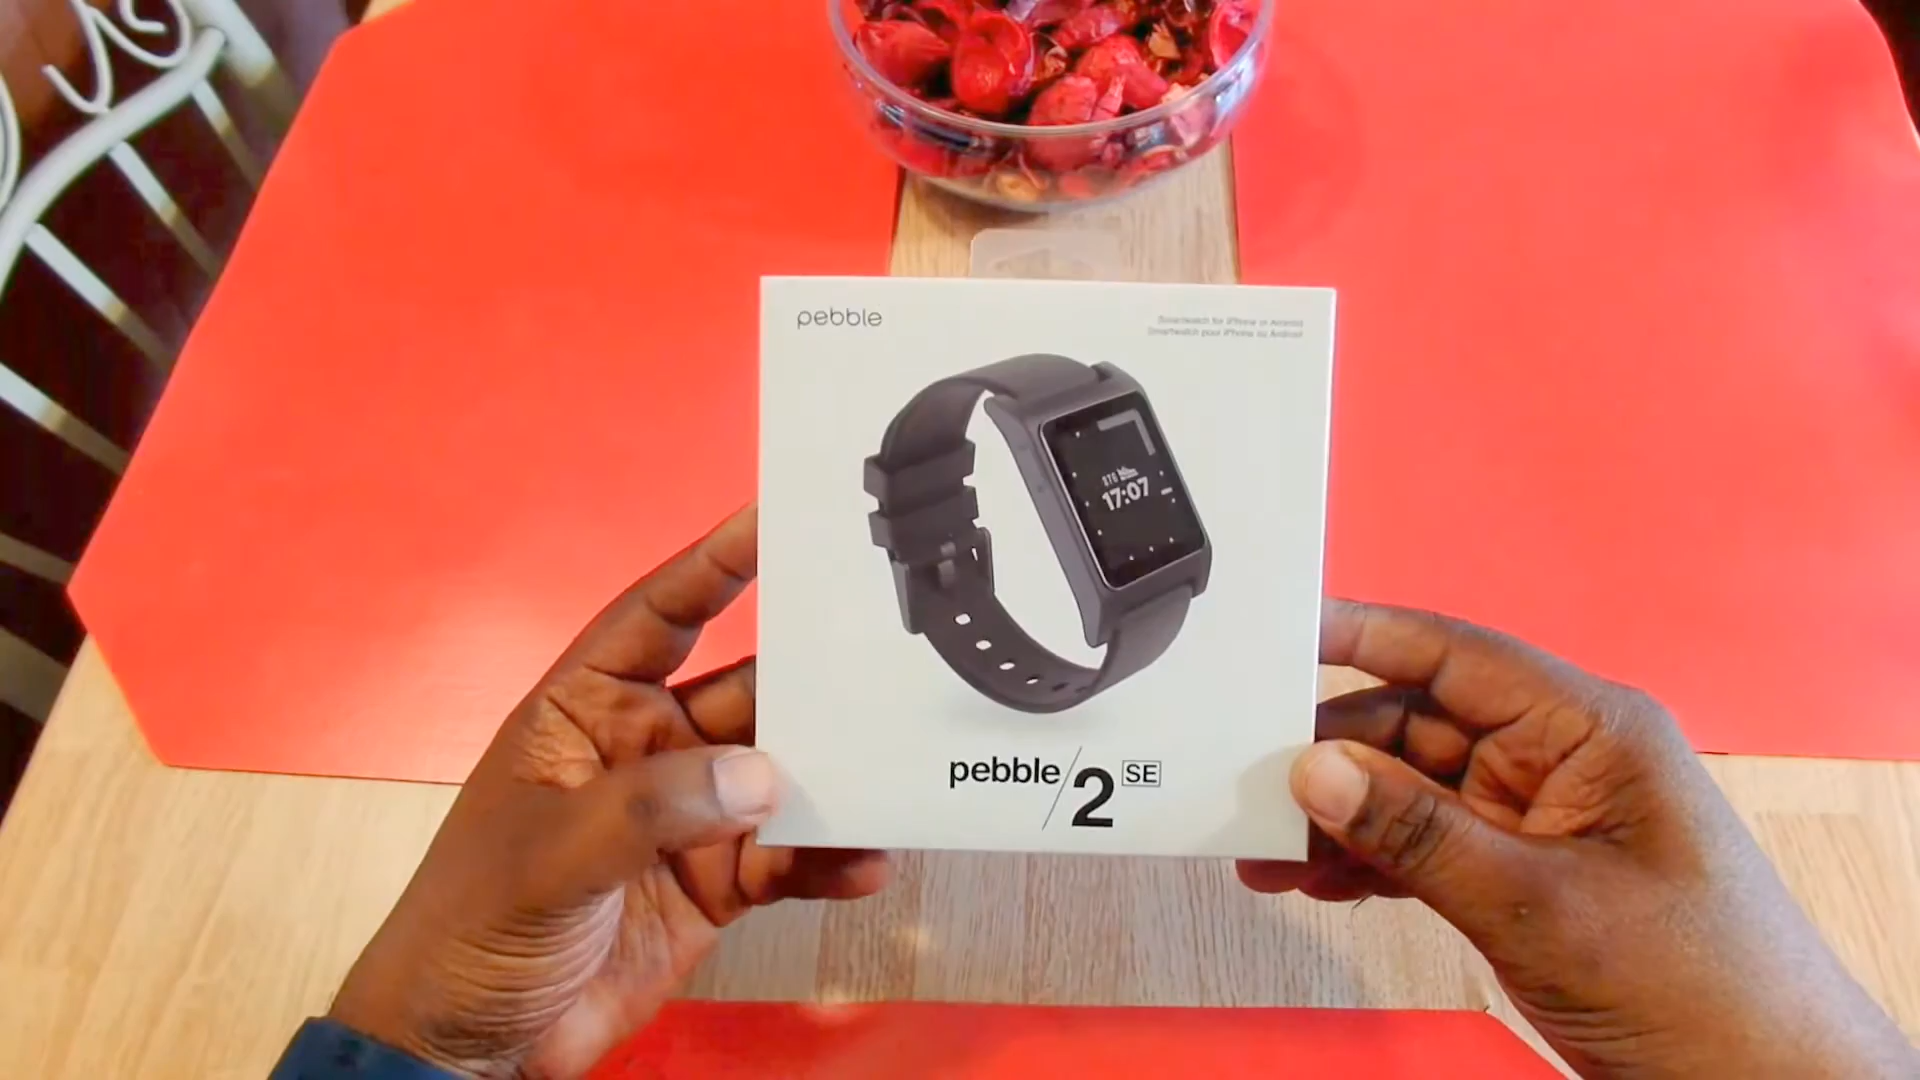 pebble
Smartwatch for iPhone or Android
Smartwatch pour iPhone ou Android
17:07
pebble/2 SE